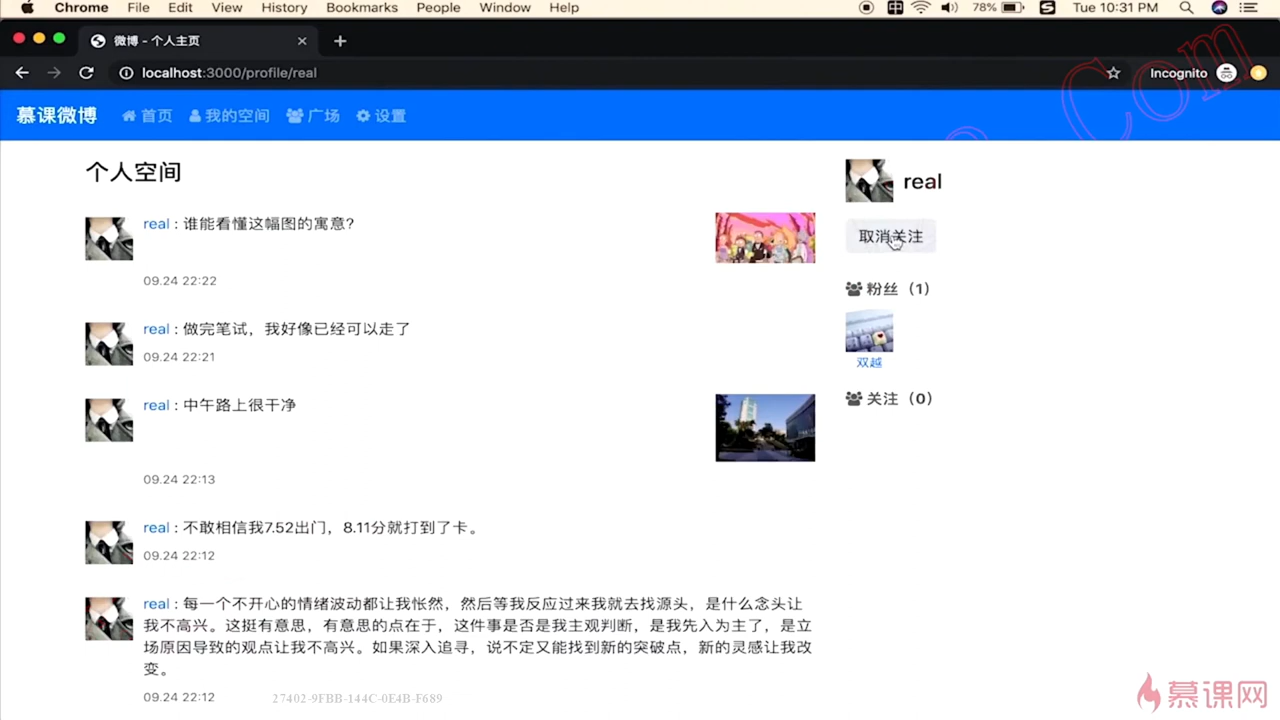 Chrome File Edit View History Bookmarks People Window Help 78% Tue 10:31 PM
微博 - 个人主页
localhost:3000/profile/real Incognito
慕课微博 首页 我的空间 广场 设置
个人空间
real : 谁能看懂这幅图的寓意?
09.24 22:22
real : 做完笔试，我好像已经可以走了
09.24 22:21
real : 中午路上很干净
09.24 22:13
real : 不敢相信我7.52出门，8.11分就打到了卡。
09.24 22:12
real : 每一个不开心的情绪波动都让我怅然，然后等我反应过来我就去找源头，是什么念头让
我不高兴。这挺有意思，有意思的点在于，这件事是否是我主观判断，是我先入为主了，是立
场原因导致的观点让我不高兴。如果深入追寻，说不定又能找到新的突破点，新的灵感让我改
变。
09.24 22:12
27402-9FBB-144C-0E4B-F689
real
取消关注
粉丝（1）
双越
关注（0）
Com
慕课网